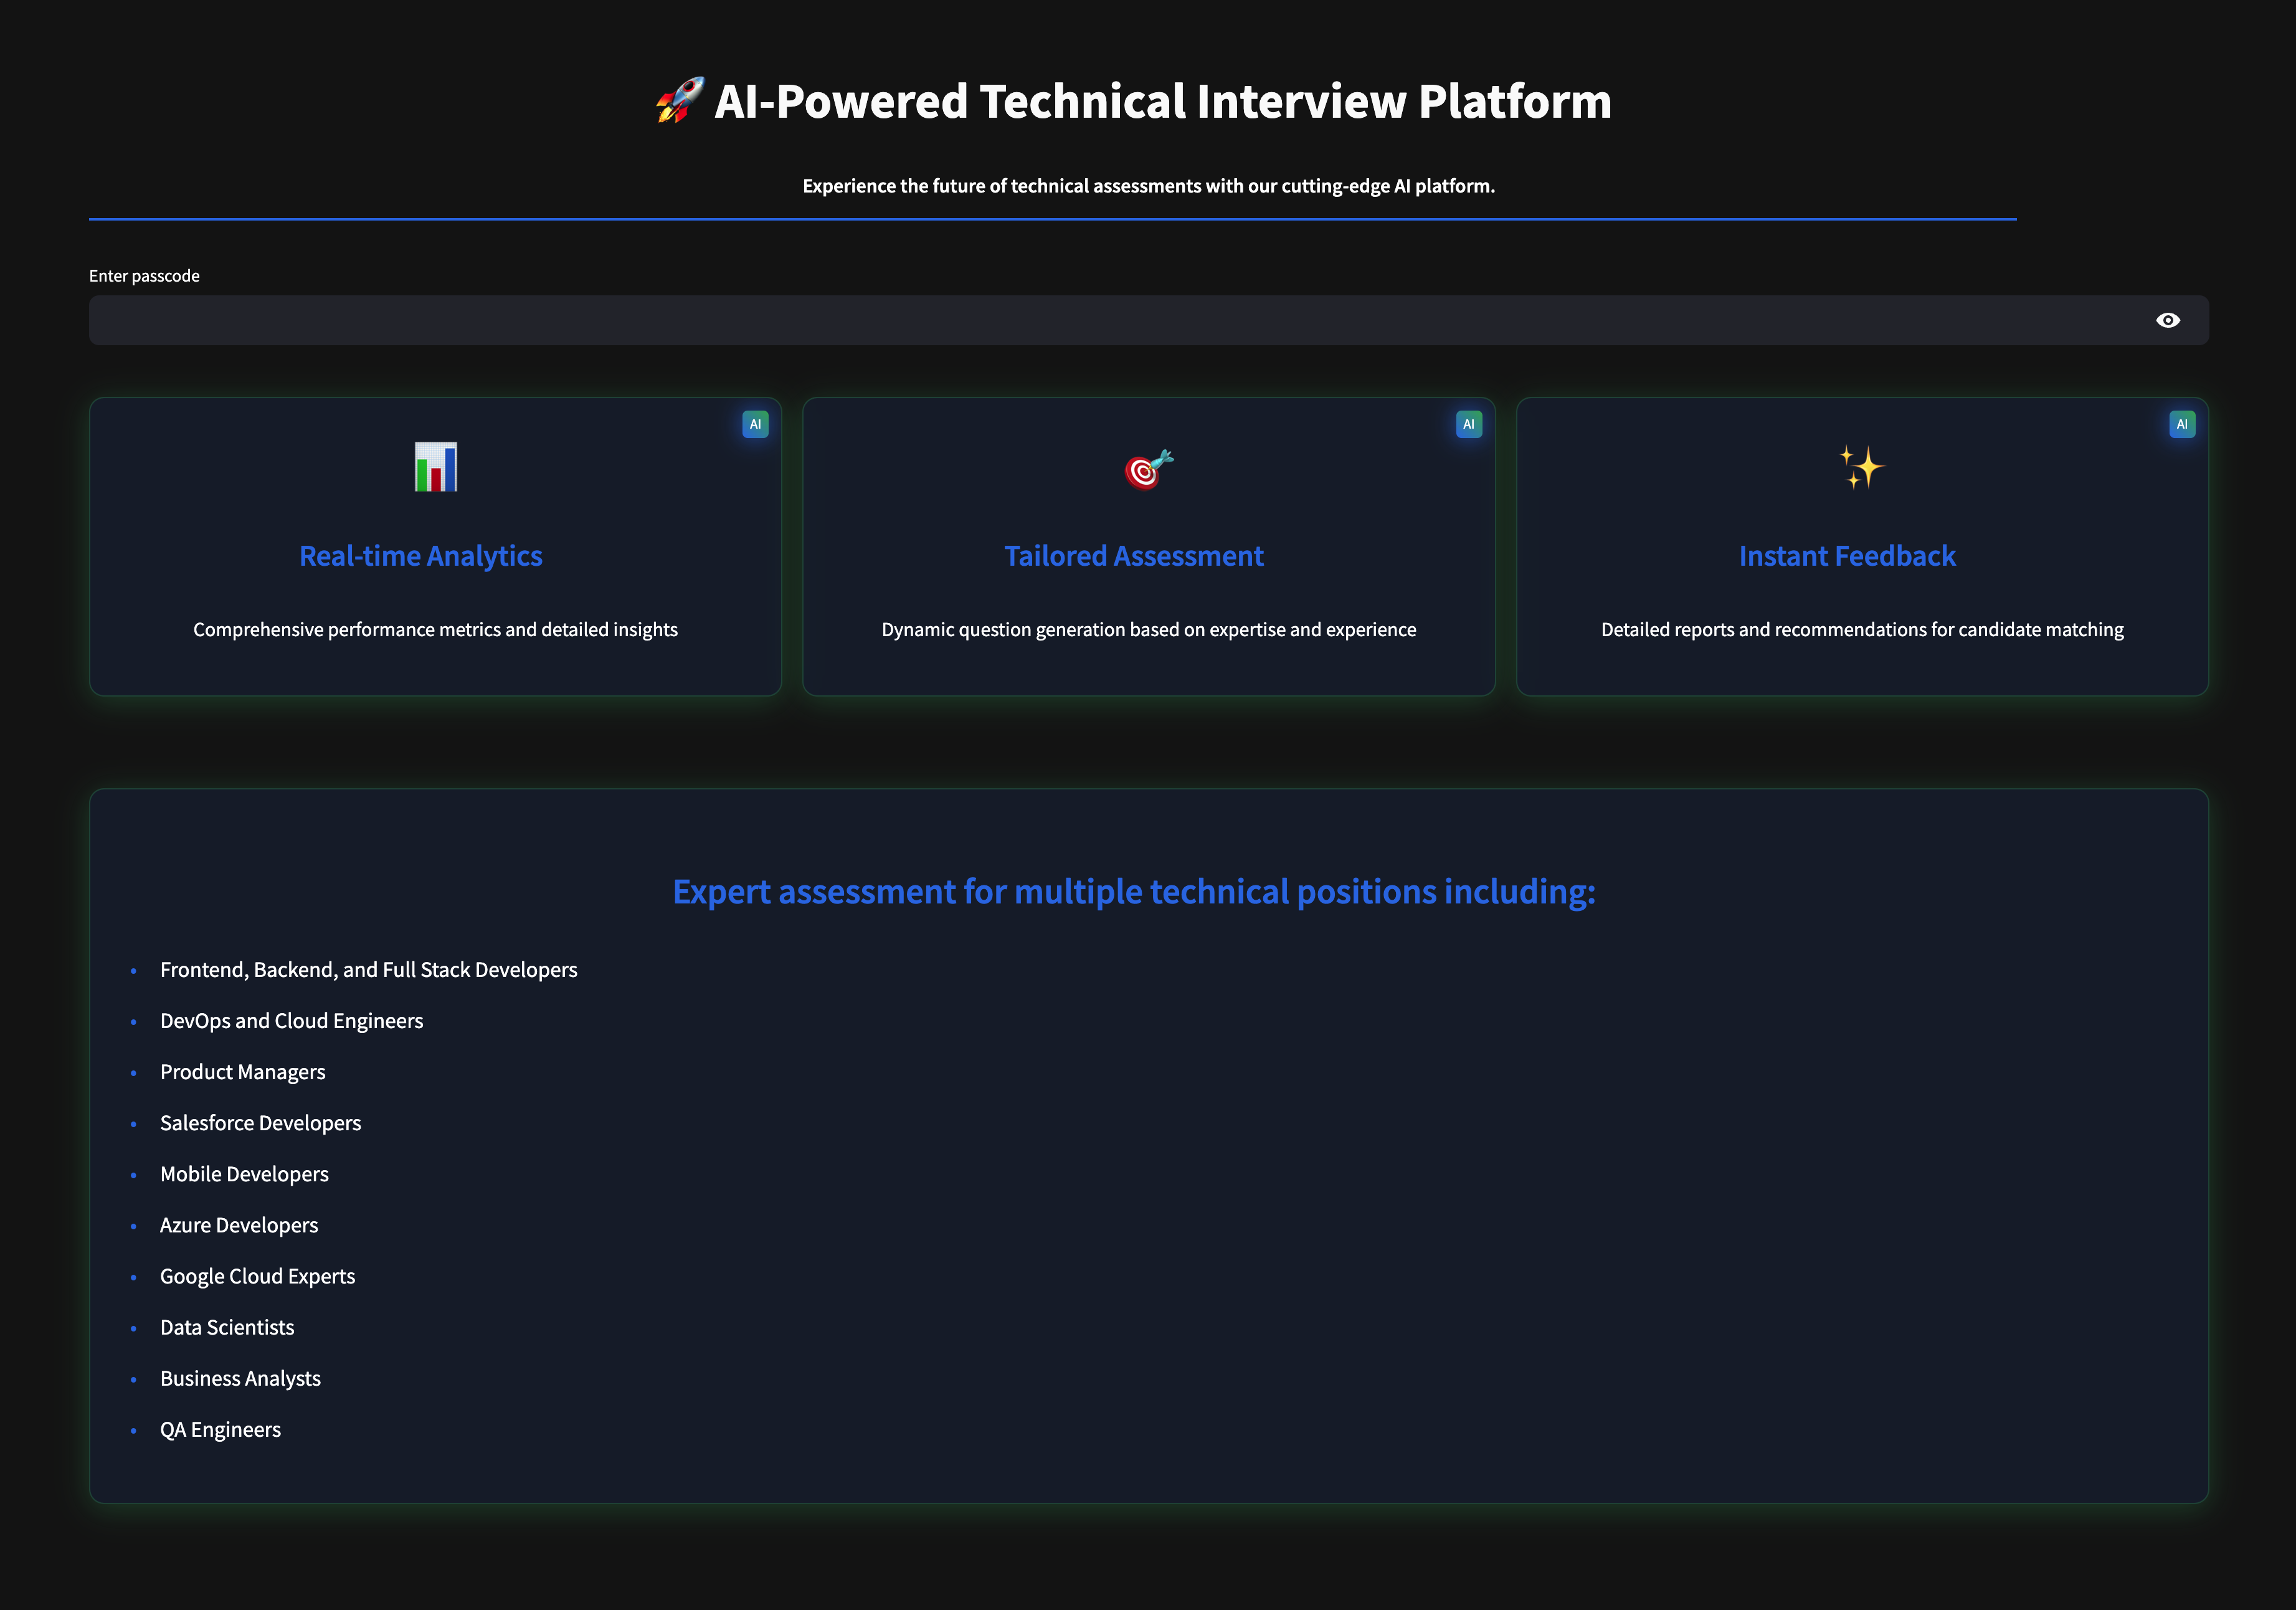 🚀 AI-Powered Technical Interview Platform
Experience the future of technical assessments with our cutting-edge AI platform.
Enter passcode
AI
Real-time Analytics
Comprehensive performance metrics and detailed insights
AI
Tailored Assessment
Dynamic question generation based on expertise and experience
AI
Instant Feedback
Detailed reports and recommendations for candidate matching
Expert assessment for multiple technical positions including:
• Frontend, Backend, and Full Stack Developers
• DevOps and Cloud Engineers
• Product Managers
• Salesforce Developers
• Mobile Developers
• Azure Developers
• Google Cloud Experts
• Data Scientists
• Business Analysts
• QA Engineers